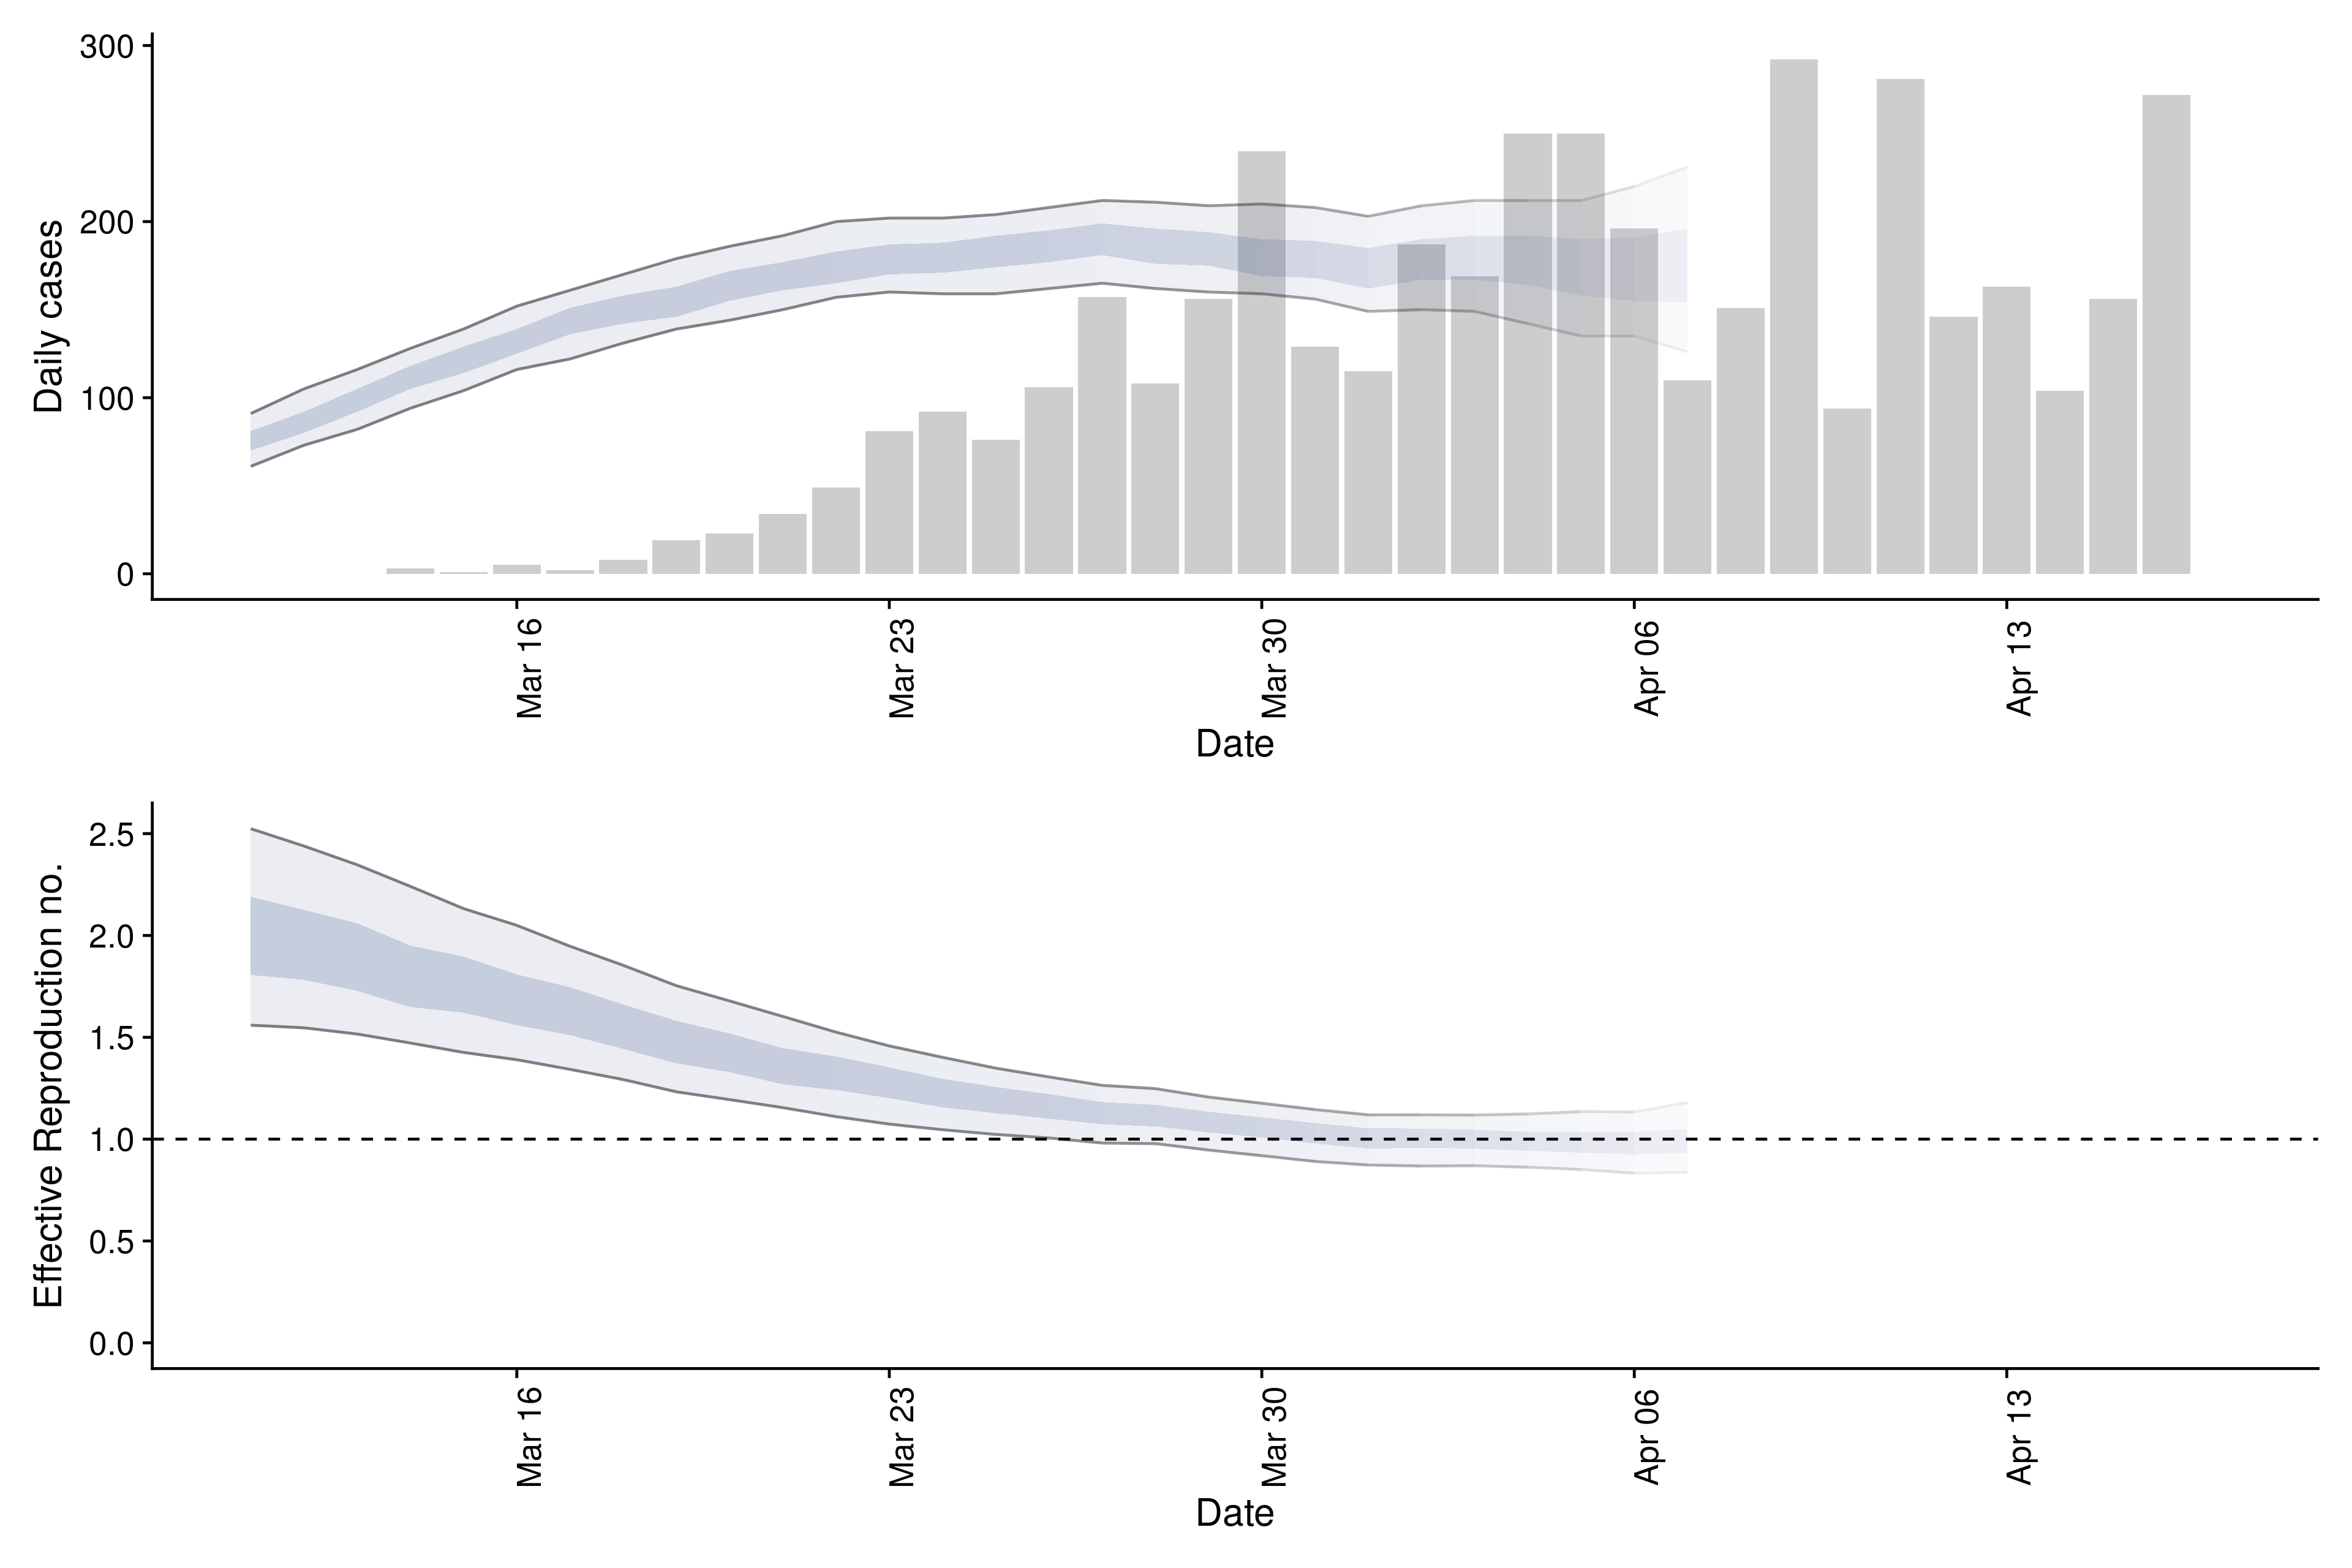 Daily cases
300
200
100
0
Mar 16
Mar 23
Mar 30
Apr 06
Apr 13
Date
Effective Reproduction no.
2.5
2.0
1.5
1.0
0.5
0.0
Mar 16
Mar 23
Mar 30
Apr 06
Apr 13
Date